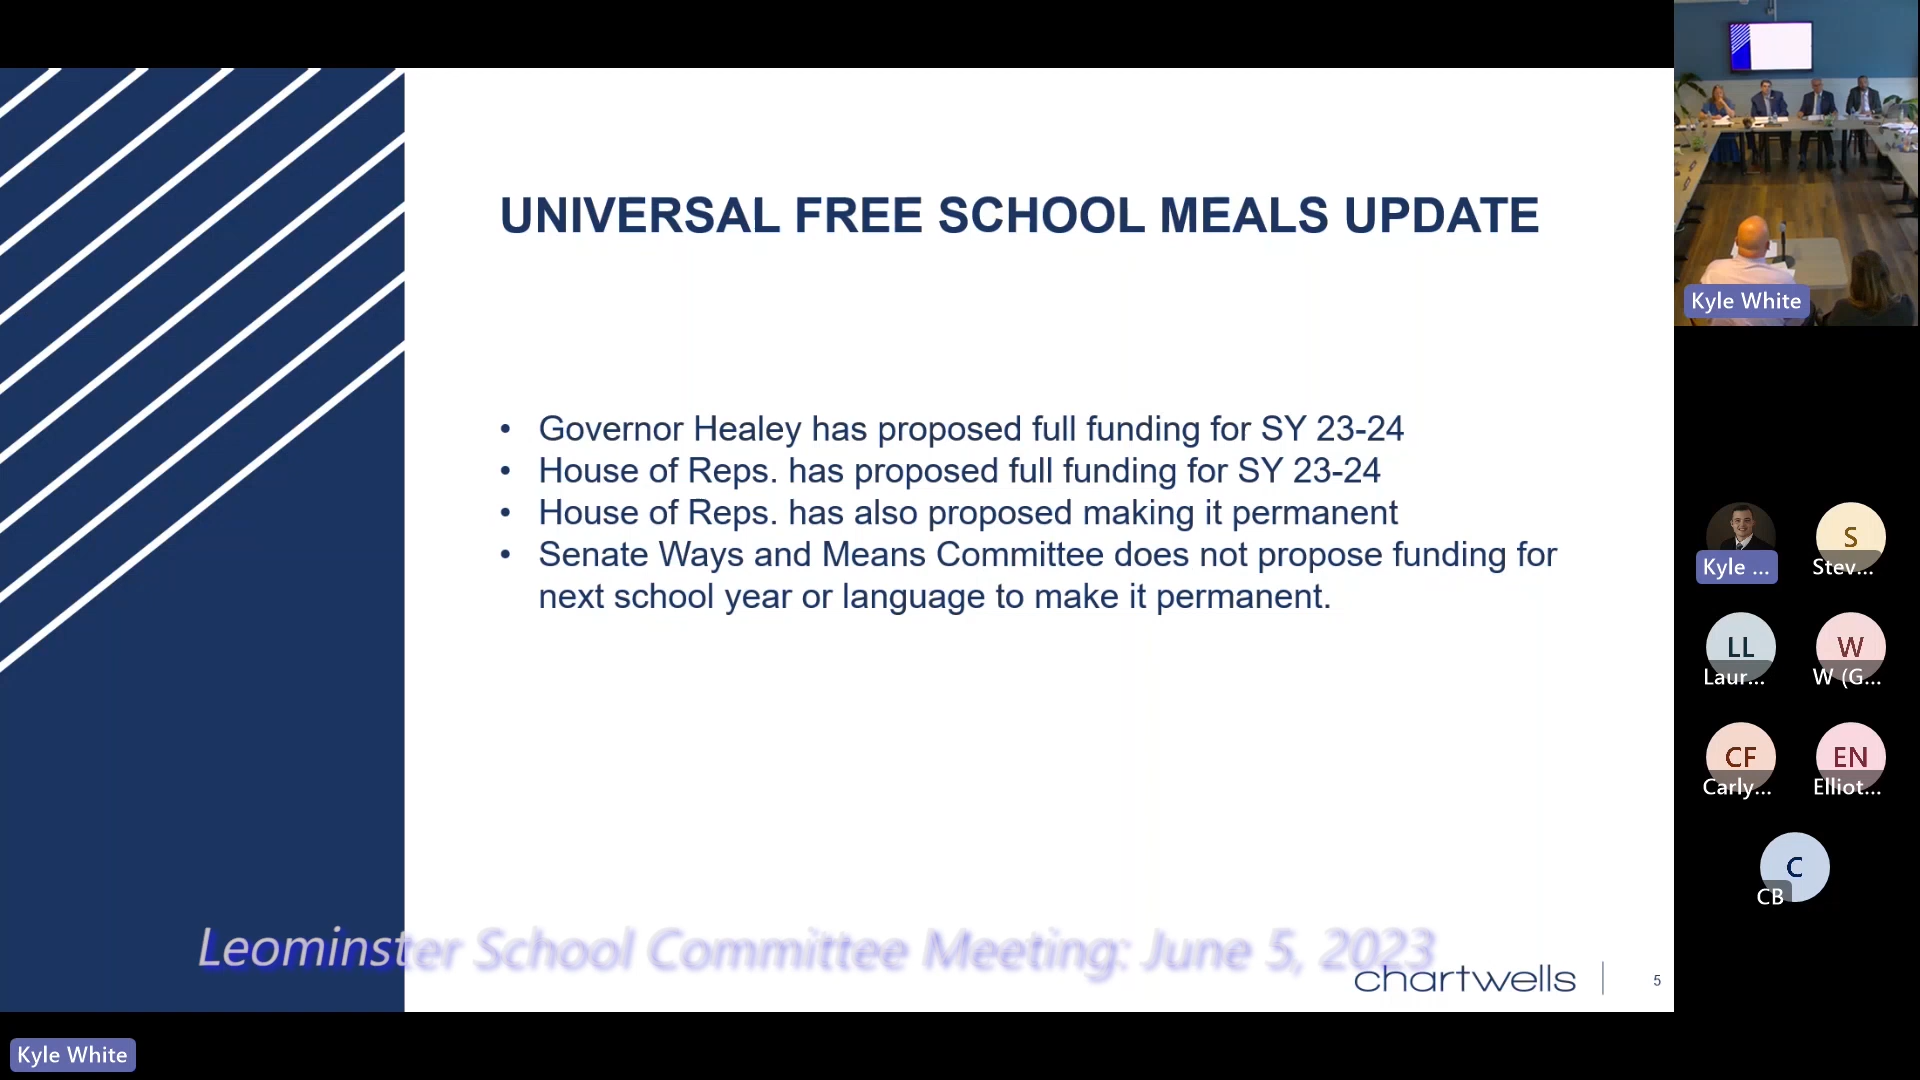 UNIVERSAL FREE SCHOOL MEALS UPDATE
• Governor Healey has proposed full funding for SY 23-24
• House of Reps. has proposed full funding for SY 23-24
• House of Reps. has also proposed making it permanent
• Senate Ways and Means Committee does not propose funding for
next school year or language to make it permanent.
Leominster School Committee Meeting: June 5, 2023
chartwells
5
Kyle White
Kyle White
Kyle ...
S
Stev...
LL
Laur...
W
W (G...
CF
Carly...
EN
Elliot...
C
CB